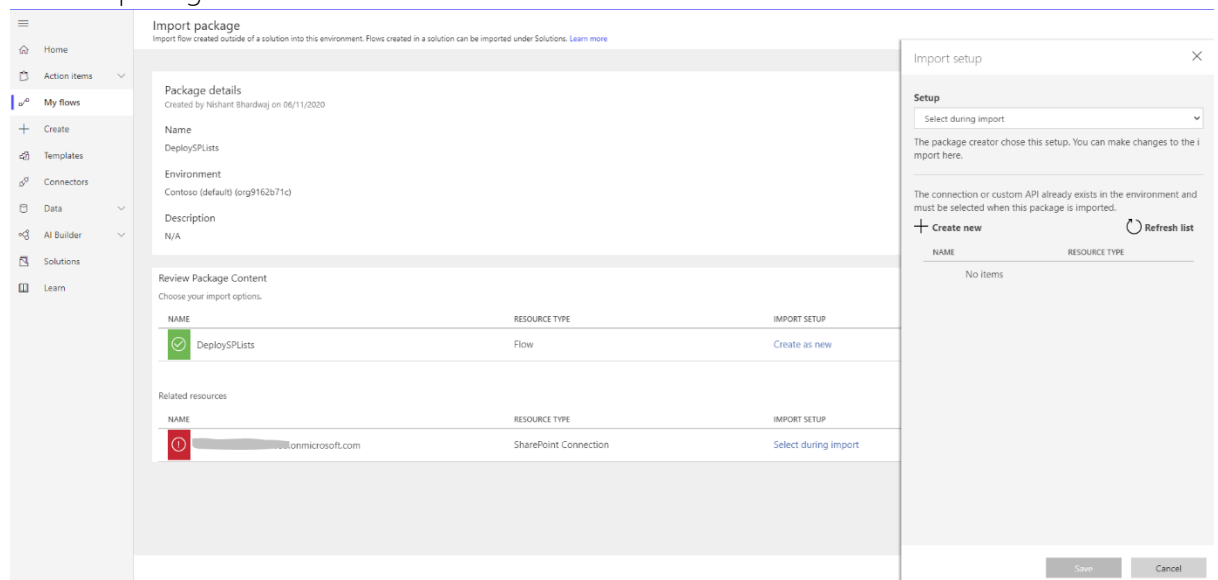 Import package
Import flow created outside of a solution into this environment. Flows created in a solution can be imported under Solutions. Learn more
Home
Action items
My flows
Create
Templates
Connectors
Data
AI Builder
Solutions
Learn
Package details
Created by Nishant Bhardwaj on 06/11/2020
Name
DeploySPLists
Environment
Contoso (default) (org9162b71c)
Description
N/A
Review Package Content
Choose your import options.
NAME RESOURCE TYPE IMPORT SETUP
DeploySPLists Flow Create as new
Related resources
NAME RESOURCE TYPE IMPORT SETUP
onmicrosoft.com SharePoint Connection Select during import
Import setup
Setup
Select during import
The package creator chose this setup. You can make changes to the i
mport here.
The connection or custom API already exists in the environment and
must be selected when this package is imported.
Create new Refresh list
NAME RESOURCE TYPE
No items
Save Cancel